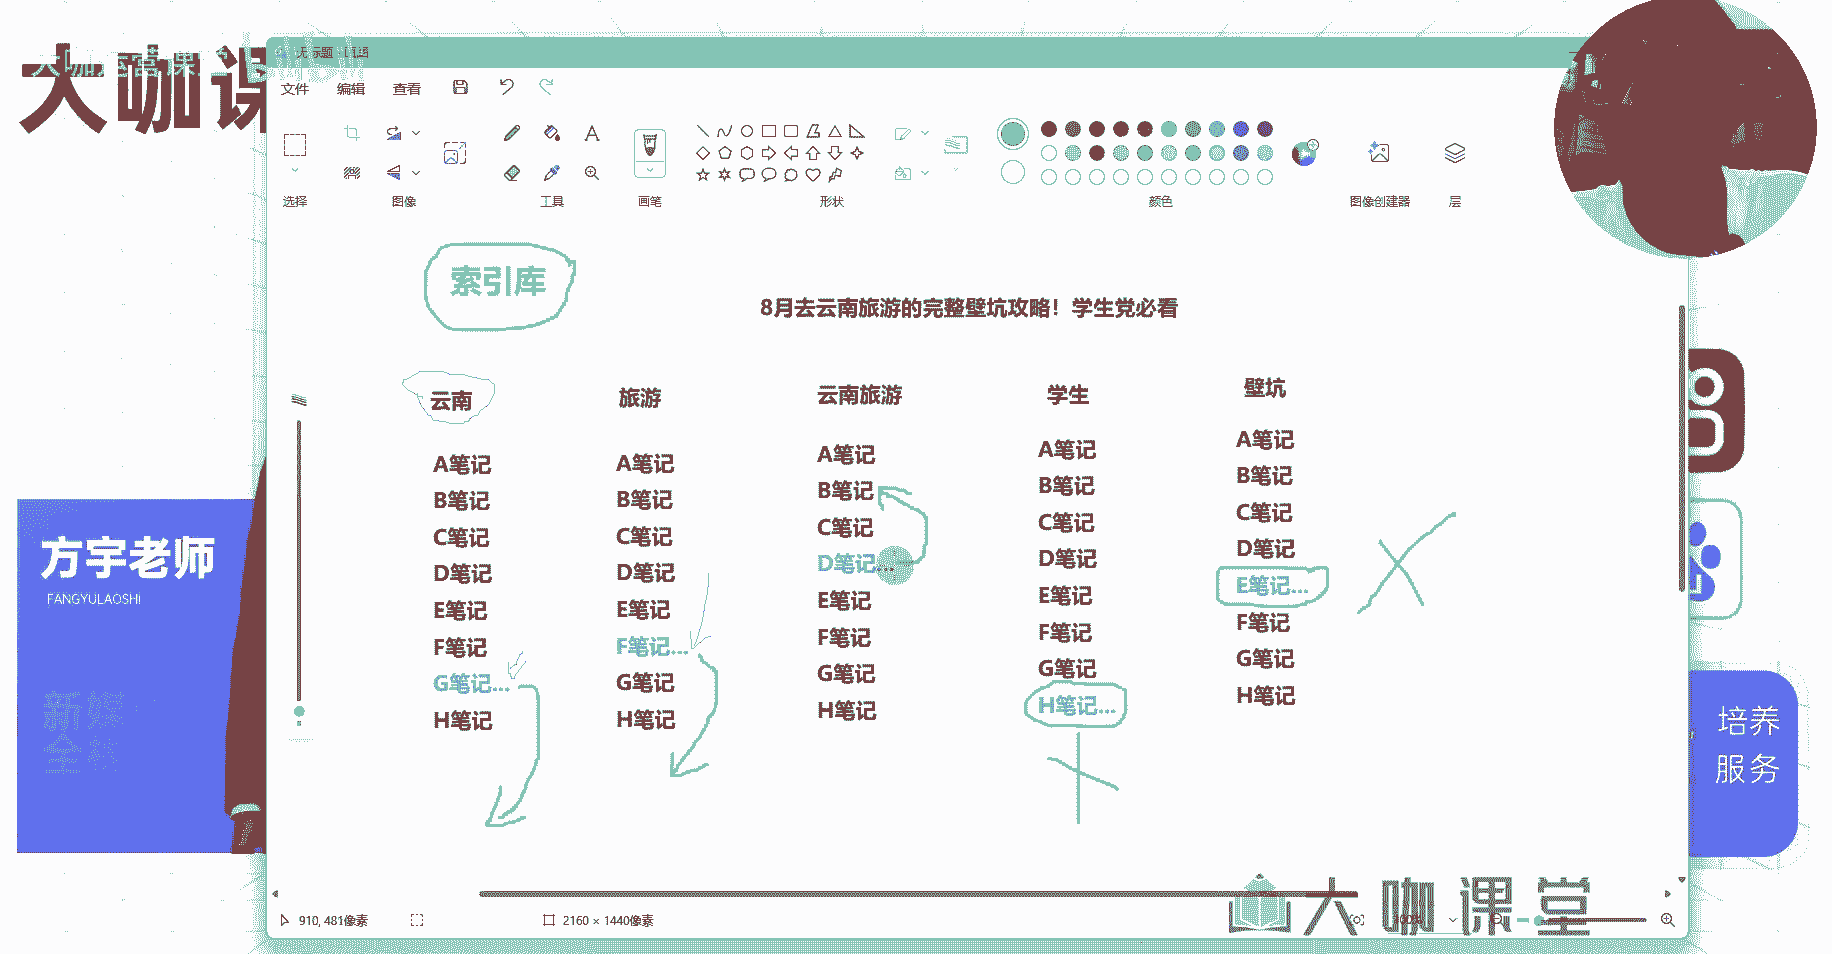 大咖课
大咖运营课
无标题 - 画图
文件 编辑 查看
选择 图像 工具 画笔 形状 颜色 图像创建器 层
索引库
8月去云南旅游的完整壁坑攻略！学生党必看
云南 旅游 云南旅游 学生 壁坑
A笔记 A笔记 A笔记 A笔记 A笔记
B笔记 B笔记 B笔记 B笔记 B笔记
C笔记 C笔记 C笔记 C笔记 C笔记
D笔记 D笔记 D笔记... D笔记 D笔记
E笔记 E笔记 E笔记 E笔记 E笔记...
F笔记 F笔记... F笔记 F笔记 F笔记
G笔记... G笔记 G笔记 G笔记 G笔记
H笔记 H笔记 H笔记 H笔记... H笔记
方宇老师
FANGYULAOSHI
新媒
全
培养
服务
910, 481像素 2160 × 1440像素 100%
大咖课堂